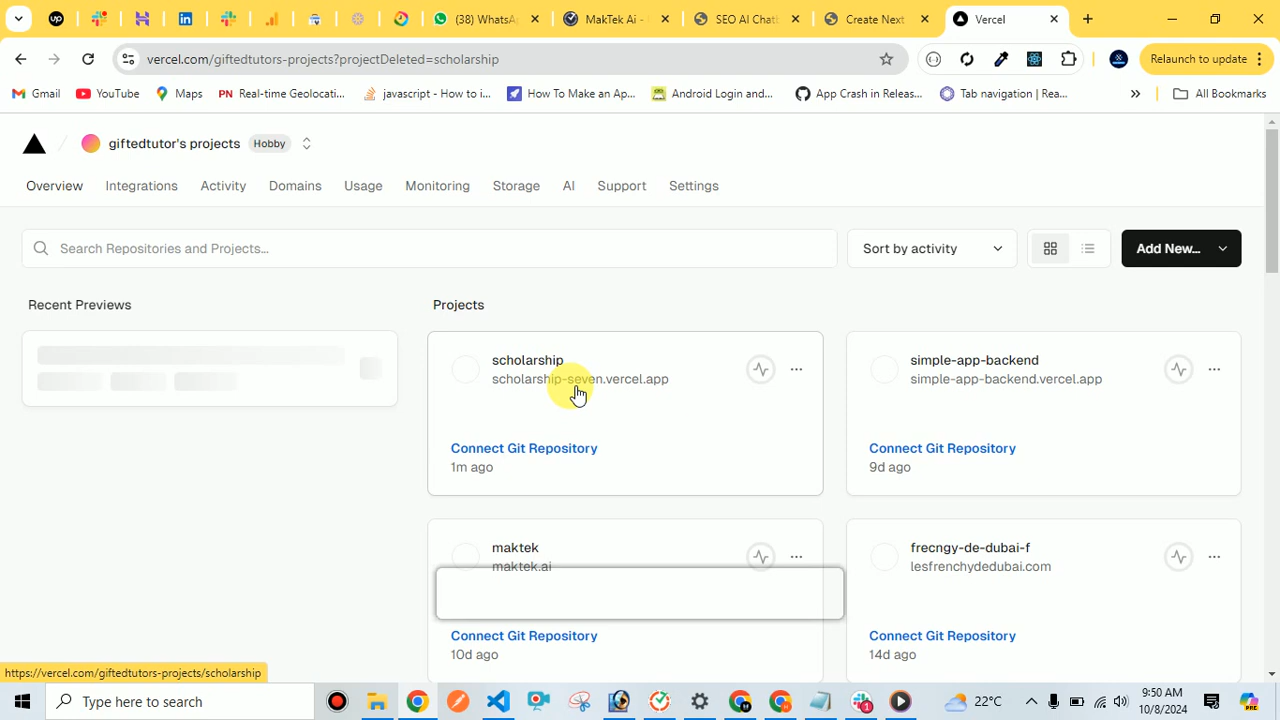 (38) WhatsA
MakTek Ai -
SEO AI Chatb
Create Next
Vercel
vercel.com/giftedtutors-projects?projectDeleted=scholarship
Relaunch to update
Gmail
YouTube
Maps
Real-time Geolocati...
javascript - How to i...
How To Make an Ap...
Android Login and...
App Crash in Releas...
Tab navigation | Rea...
All Bookmarks
giftedtutor's projects
Hobby
Overview
Integrations
Activity
Domains
Usage
Monitoring
Storage
AI
Support
Settings
Search Repositories and Projects...
Sort by activity
Add New...
Recent Previews
Projects
scholarship
scholarship-seven.vercel.app
Connect Git Repository
1m ago
simple-app-backend
simple-app-backend.vercel.app
Connect Git Repository
9d ago
maktek
maktek.ai
Connect Git Repository
10d ago
frecngy-de-dubai-f
lesfrenchydedubai.com
Connect Git Repository
14d ago
https://vercel.com/giftedtutors-projects/scholarship
Type here to search
22°C
9:50 AM
10/8/2024